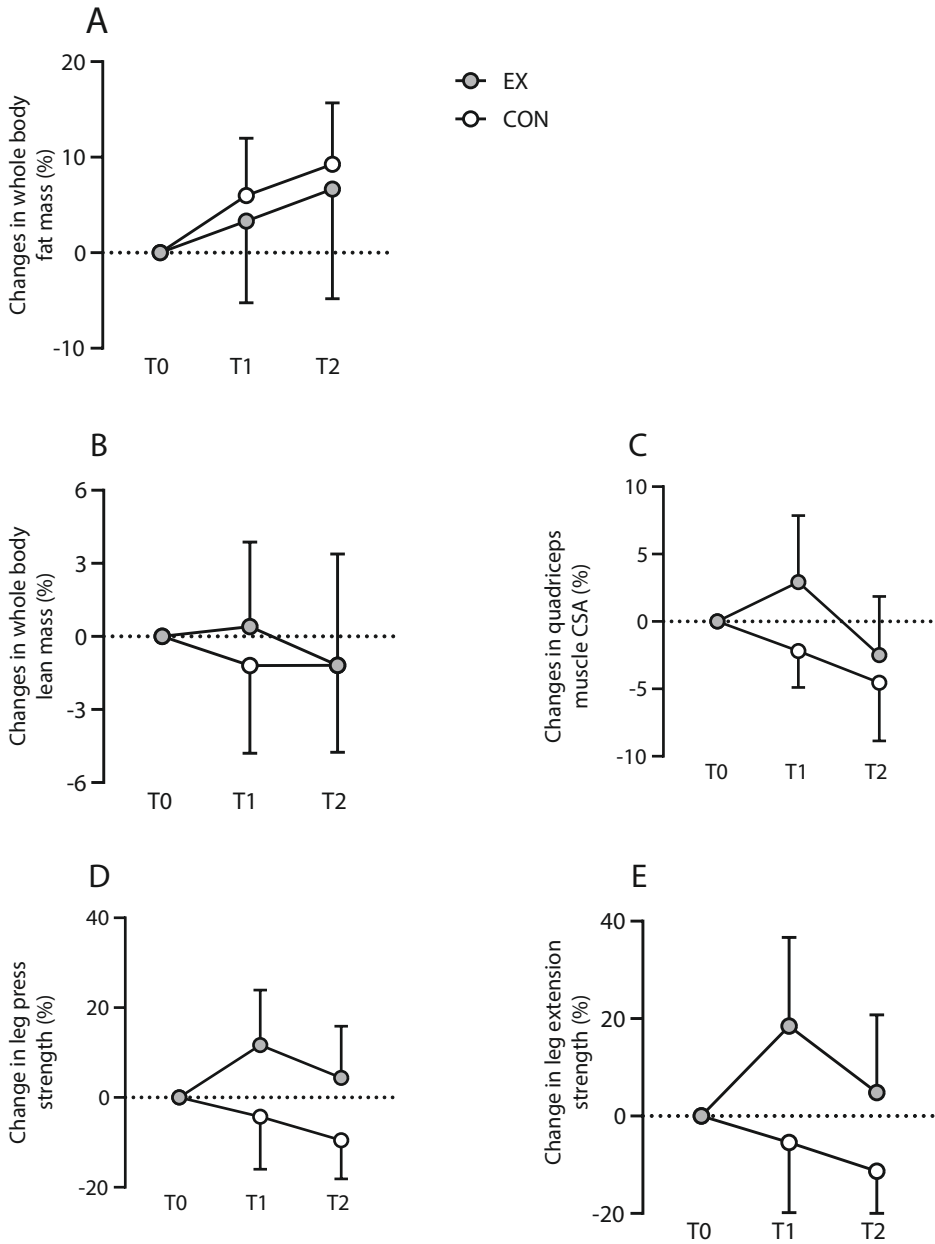 A
Changes in whole body
fat mass (%)
20
10
0
-10
T0
T1
T2
EX
CON
B
Changes in whole body
lean mass (%)
6
3
0
-3
-6
T0
T1
T2
C
Changes in quadriceps
muscle CSA (%)
10
5
0
-5
-10
T0
T1
T2
D
Change in leg press
strength (%)
40
20
0
-20
T0
T1
T2
E
Change in leg extension
strength (%)
40
20
0
-20
T0
T1
T2